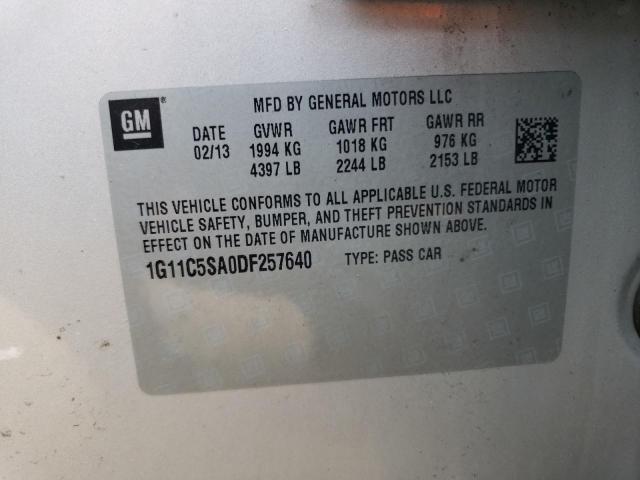 GM ®
MFD BY GENERAL MOTORS LLC
DATE GVWR GAWR FRT GAWR RR
02/13 1994 KG 1018 KG 976 KG
4397 LB 2244 LB 2153 LB
THIS VEHICLE CONFORMS TO ALL APPLICABLE U.S. FEDERAL MOTOR
VEHICLE SAFETY, BUMPER, AND THEFT PREVENTION STANDARDS IN
EFFECT ON THE DATE OF MANUFACTURE SHOWN ABOVE.
1G11C5SA0DF257640 TYPE: PASS CAR